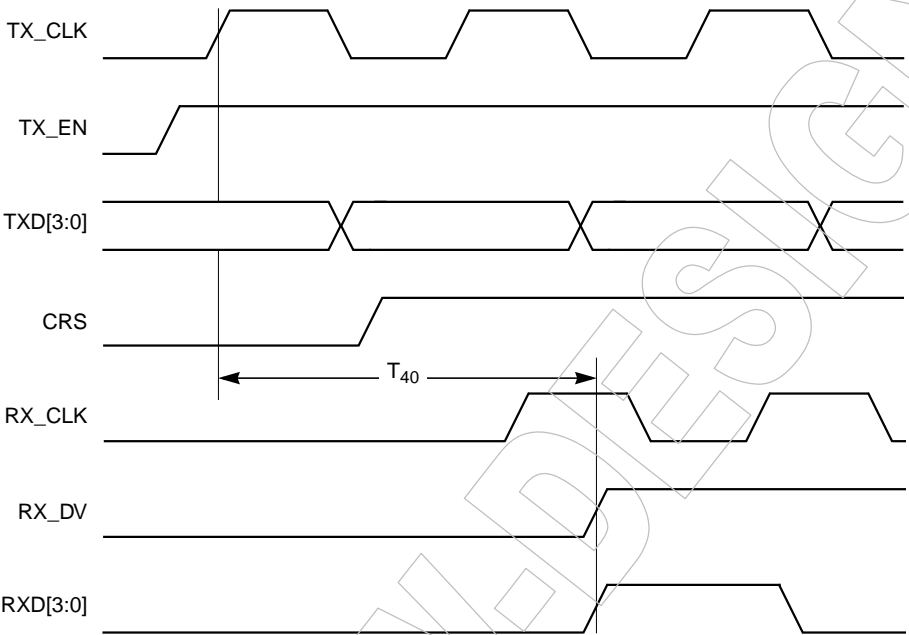 TX_CLK
TX_EN
TXD[3:0]
CRS
T40
RX_CLK
RX_DV
RXD[3:0]